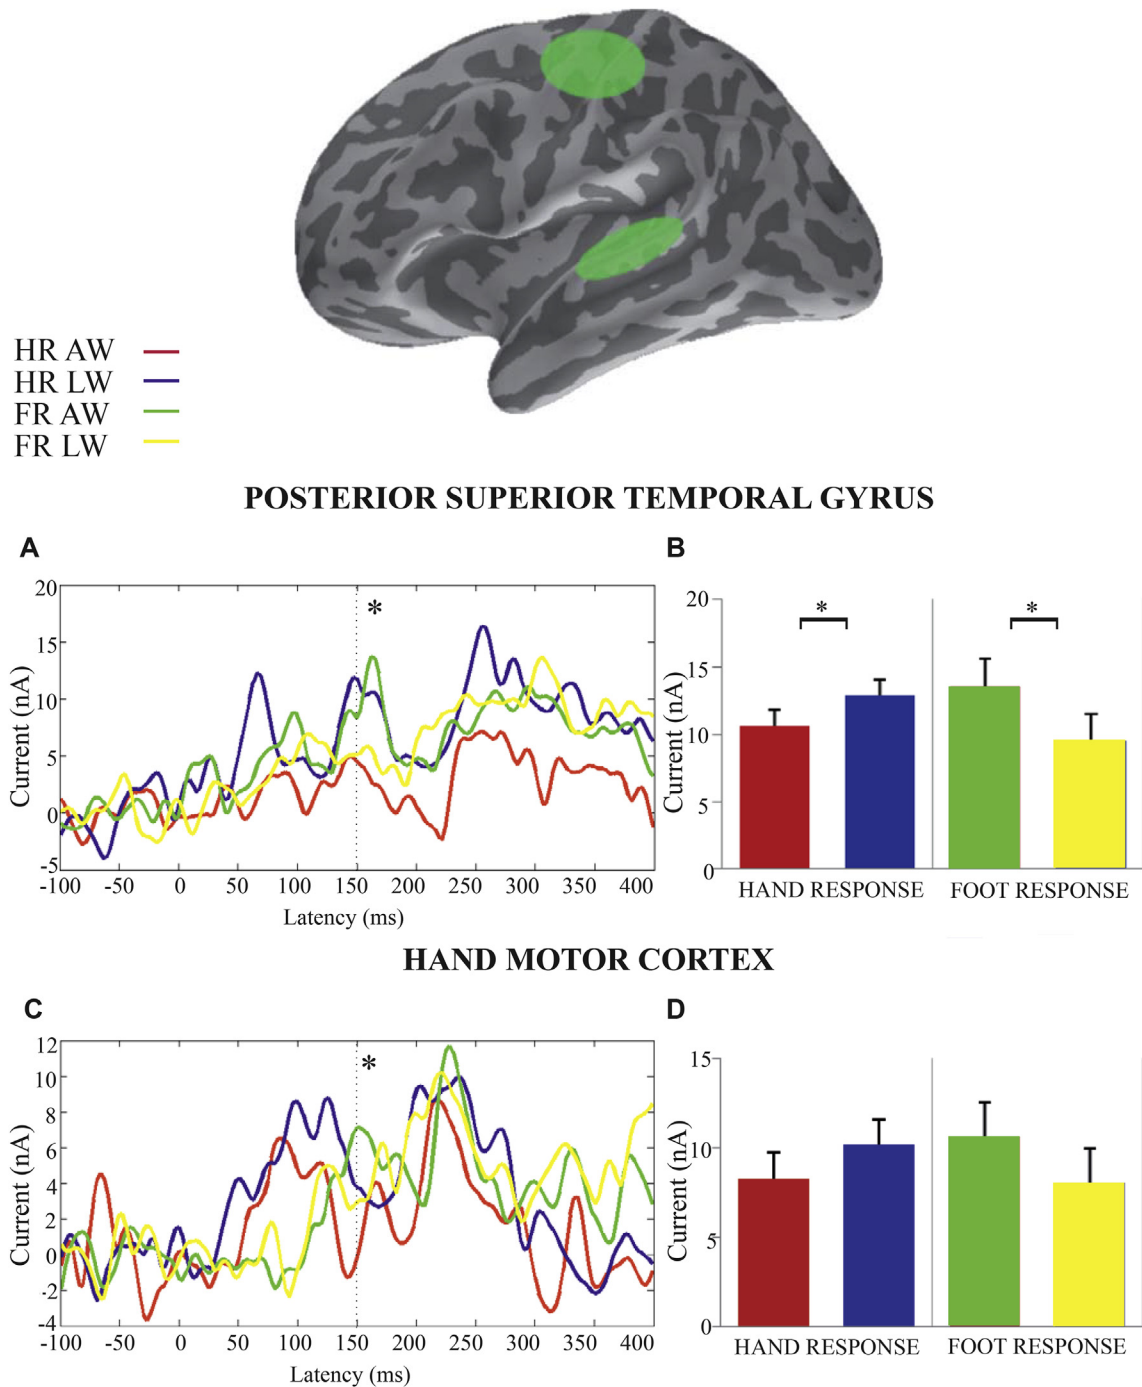 HR AW
HR LW
FR AW
FR LW
POSTERIOR SUPERIOR TEMPORAL GYRUS
A
B
Current (nA)
20
15
10
5
0
-5
*
-100 -50 0 50 100 150 200 250 300 350 400
Latency (ms)
Current (nA)
20
15
10
5
0
* *
HAND RESPONSE FOOT RESPONSE
HAND MOTOR CORTEX
C
D
Current (nA)
12
10
8
6
4
2
0
-2
-4
*
-100 -50 0 50 100 150 200 250 300 350 400
Latency (ms)
Current (nA)
15
10
5
0
HAND RESPONSE FOOT RESPONSE